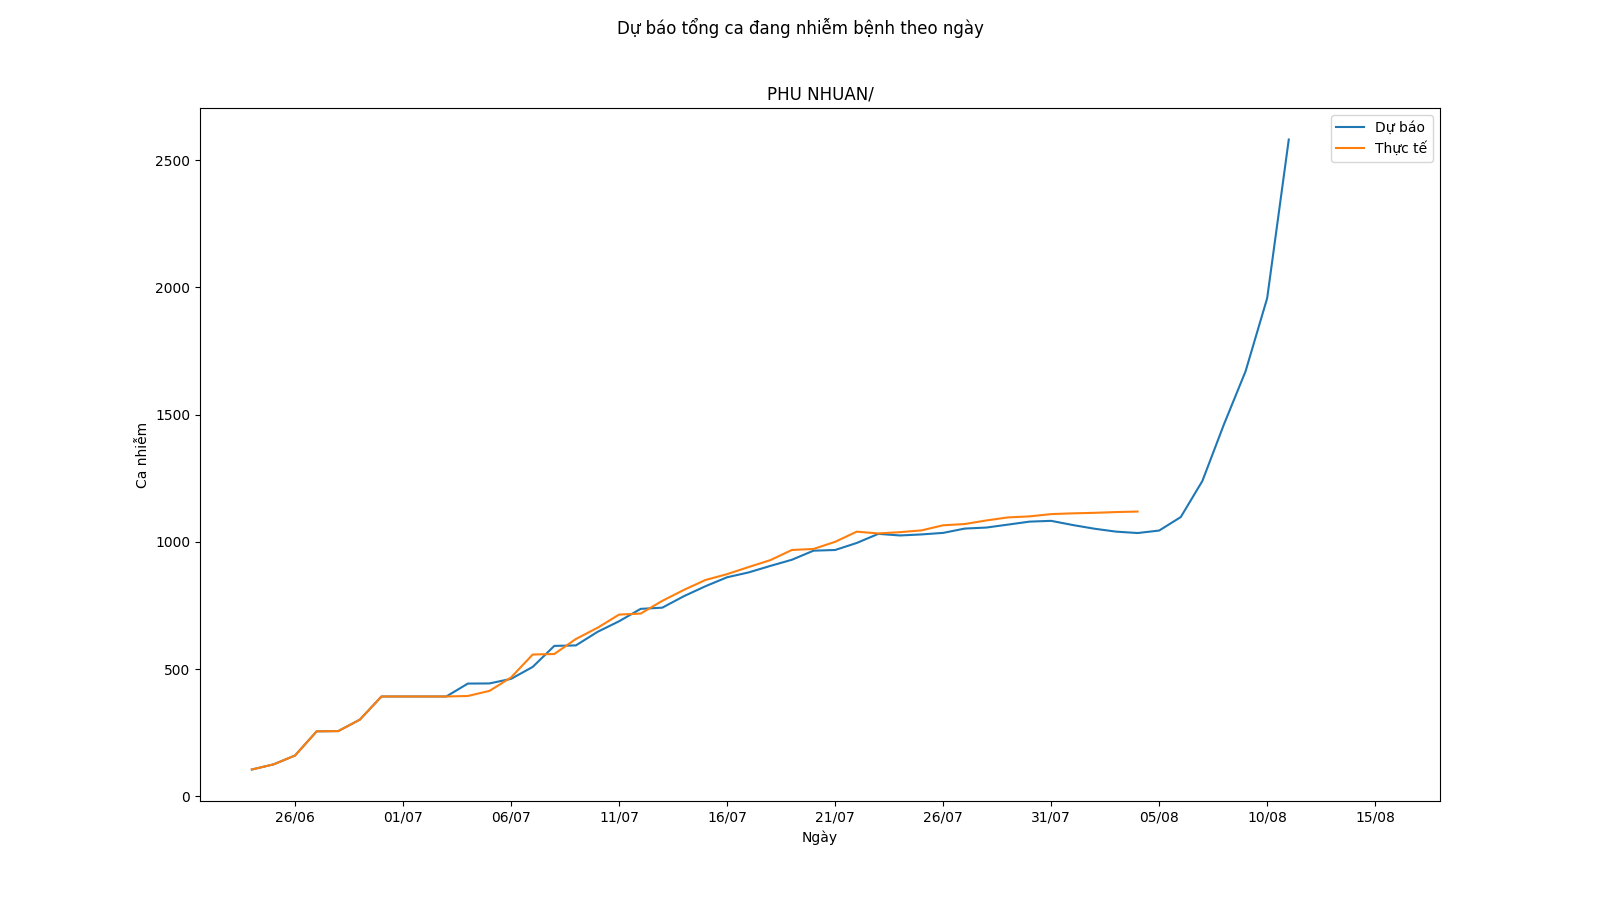 Dự báo tổng ca đang nhiễm bệnh theo ngày
PHU NHUAN/
Dự báo
Thực tế
2500
2000
1500
1000
500
0
Ca nhiễm
26/06 01/07 06/07 11/07 16/07 21/07 26/07 31/07 05/08 10/08 15/08
Ngày